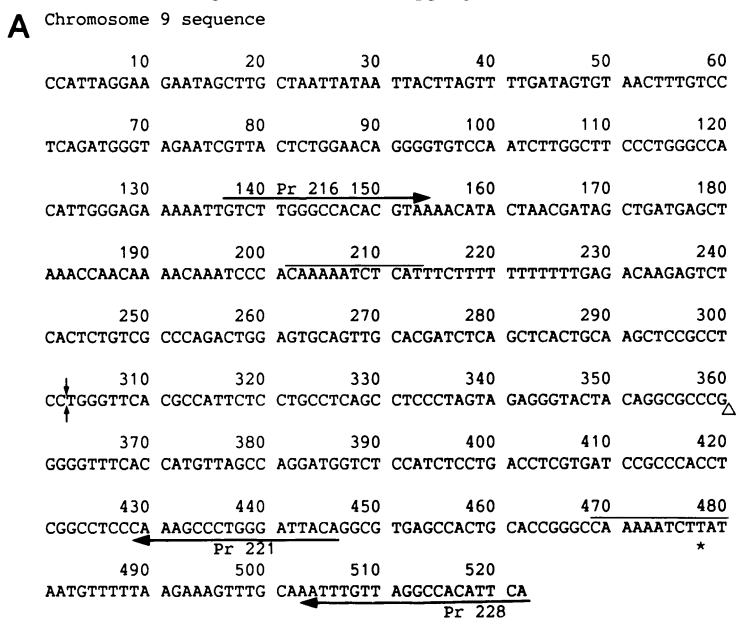 A Chromosome 9 sequence
10 20 30 40 50 60
CCATTAGGAA GAATAGCTTG CTAATTATAA TTACTTAGTT TTGATAGTGT AACTTTGTCC
70 80 90 100 110 120
TCAGATGGGT AGAATCGTTA CTCTGGAACA GGGGTGTCCA ATCTTGGCTT CCCTGGGCCA
130 140 Pr 216 150 160 170 180
CATTGGGAGA AAAATTGTCT TGGGCCACAC GTAAAACATA CTAACGATAG CTGATGAGCT
190 200 210 220 230 240
AAACCAACAA AACAAATCCC ACAAAAATCT CATTTCTTTT TTTTTTTGAG ACAAGAGTCT
250 260 270 280 290 300
CACTCTGTCG CCCAGACTGG AGTGCAGTTG CACGATCTCA GCTCACTGCA AGCTCCGCCT
310 320 330 340 350 360
CCTGGGTTCA CGCCATTCTC CTGCCTCAGC CTCCCTAGTA GAGGGTACTA CAGGCGCCCG
370 380 390 400 410 420
GGGGTTTCAC CATGTTAGCC AGGATGGTCT CCATCTCCTG ACCTCGTGAT CCGCCCACCT
430 440 450 460 470 480
CGGCCTCCCA AAGCCCTGGG ATTACAGGCG TGAGCCACTGC CACCGGGCCA AAAATCTTAT
Pr 221 *
490 500 510 520
AATGTTTTTA AGAAAGTTTG CAAATTTGTT AGGCCACATT CA
Pr 228